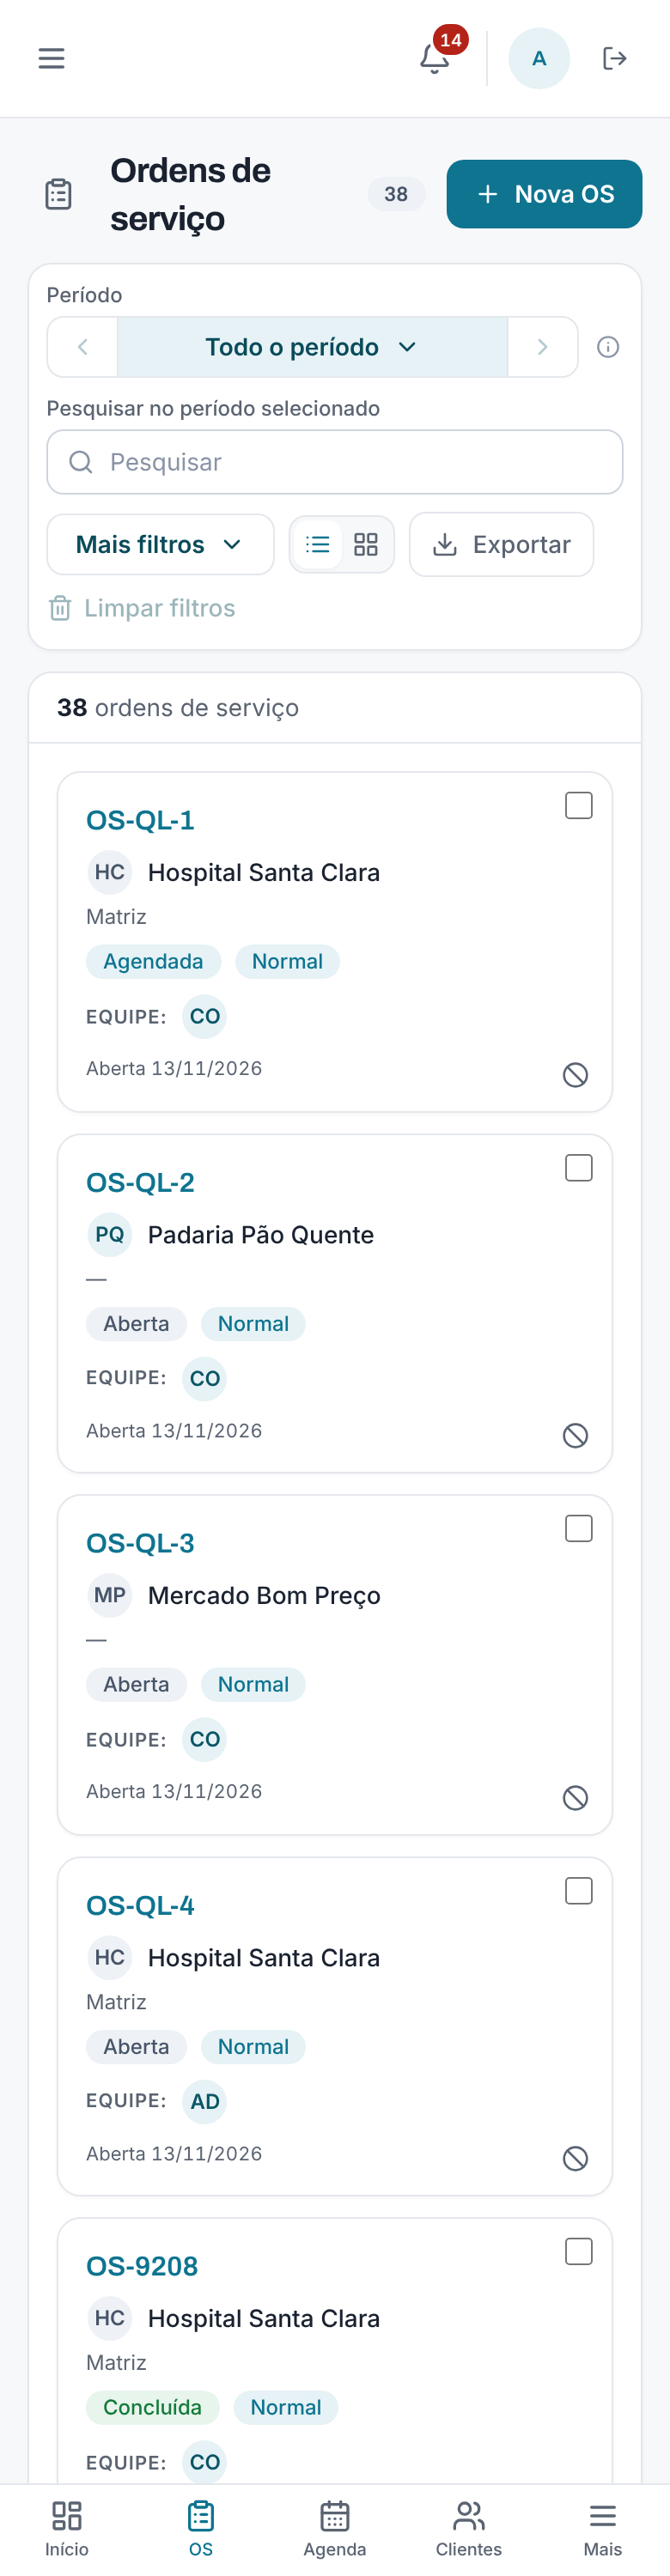 14
A
Ordens de
serviço
38
Nova OS
Período
Todo o período
Pesquisar no período selecionado
Pesquisar
Mais filtros
Exportar
Limpar filtros
38 ordens de serviço
OS-QL-1
HC Hospital Santa Clara
Matriz
Agendada Normal
EQUIPE: CO
Aberta 13/11/2026
OS-QL-2
PQ Padaria Pão Quente
—
Aberta Normal
EQUIPE: CO
Aberta 13/11/2026
OS-QL-3
MP Mercado Bom Preço
—
Aberta Normal
EQUIPE: CO
Aberta 13/11/2026
OS-QL-4
HC Hospital Santa Clara
Matriz
Aberta Normal
EQUIPE: AD
Aberta 13/11/2026
OS-9208
HC Hospital Santa Clara
Matriz
Concluída Normal
EQUIPE: CO
Início OS Agenda Clientes Mais